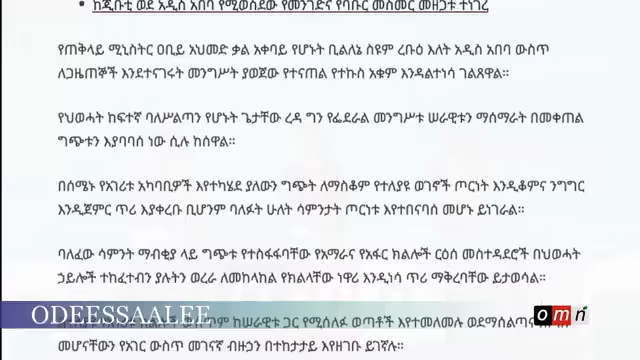 ከጂቡቲ ወደ አዲስ አበባ የሚወስደው የመንገድና የባቡር መስመር መዘጋቱ ተነገረ
የጠቅላይ ሚኒስትር ዐቢይ አህመድ ቃል አቀባይ የሆኑት ቢልለኔ ስዩም ረቡዕ እለት አዲስ አበባ ውስጥ
ለጋዜጠኞች እንደተናገሩት መንግሥት ያወጀው የተናጠል የተኩስ አቁም እንዳልተነሳ ገልጸዋል።
የህወሓት ከፍተኛ ባለሥልጣን የሆኑት ጌታቸው ረዳ ግን የፌደራል መንግሥቱ ሠራዊቱን ማሰማራት በመቀጠል
ግጭቱን እያባባሰ ነው ሲሉ ከሰዋል።
በሰሜኑ የአገሪቱ አካባቢዎች እየተካሄደ ያለውን ግጭት ለማስቆም የተለያዩ ወገኖች ጦርነት እንዲቆምና ንግግር
እንዲጀምር ጥሪ እያቀረቡ ቢሆንም ባለፉት ሁለት ሳምንታት ጦርነቱ እየተበናባሰ መሆኑ ይነገራል።
ባለፈው ሳምንት ማብቂያ ላይ ግጭቱ የተስፋፋባቸው የአማራና የአፋር ክልሎች ርዕሰ መስተዳደሮች በህወሓት
ኃይሎች ተከፈተብን ያሉትን ወረራ ለመከላከል የክልላቸው ነዋሪ እንዲነሳ ጥሪ ማቅረባቸው ይታወሳል።
ODEESSAALEE
omn
ከሠራዊቱ ጋር የሚሰለፉ ወጣቶች እየተመለመሉ ወደማሰልጠኛ
መሆናቸውን የአገር ውስጥ መገናኛ ብዙኃን በተከታታይ እየዘገቡ ይገኛሉ።